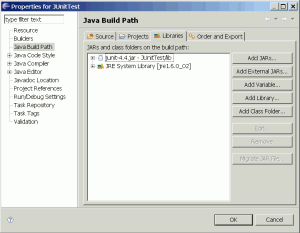 Properties for JUnitTest
type filter text
Java Build Path
Resource
Builders
Java Build Path
Java Code Style
Java Compiler
Java Editor
Javadoc Location
Project References
Run/Debug Settings
Task Repository
Task Tags
Validation
Source
Projects
Libraries
Order and Export
JARs and class folders on the build path:
junit-4.4.jar - JUnitTest/lib
JRE System Library [jre1.6.0_02]
Add JARs...
Add External JARs...
Add Variable...
Add Library...
Add Class Folder...
Edit...
Remove
Migrate JAR File...
OK
Cancel